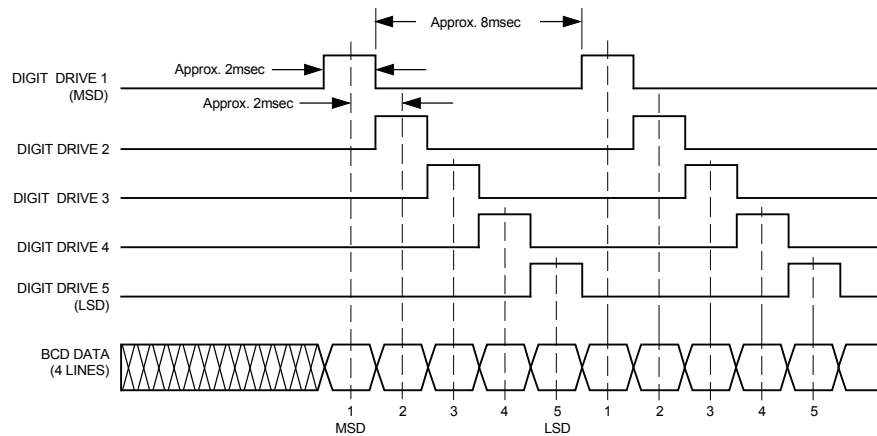 Approx. 8msec
DIGIT DRIVE 1
(MSD)
Approx. 2msec
Approx. 2msec
DIGIT DRIVE 2
DIGIT DRIVE 3
DIGIT DRIVE 4
DIGIT DRIVE 5
(LSD)
BCD DATA
(4 LINES)
1 2 3 4 5 1 2 3 4 5
MSD LSD